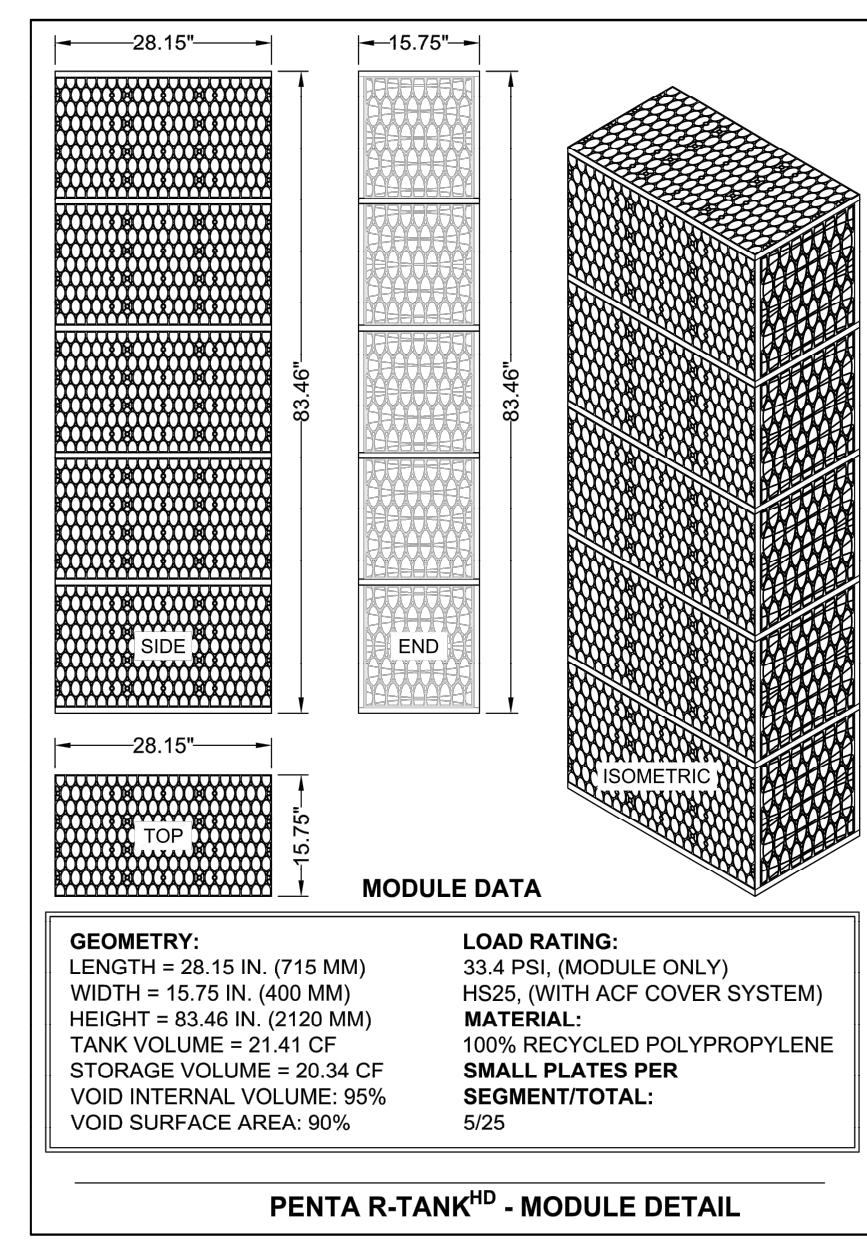 28.15"
15.75"
83.46"
83.46"
SIDE
END
28.15"
ISOMETRIC
TOP
15.75"
MODULE DATA
GEOMETRY:
LENGTH = 28.15 IN. (715 MM)
WIDTH = 15.75 IN. (400 MM)
HEIGHT = 83.46 IN. (2120 MM)
TANK VOLUME = 21.41 CF
STORAGE VOLUME = 20.34 CF
VOID INTERNAL VOLUME: 95%
VOID SURFACE AREA: 90%
LOAD RATING:
33.4 PSI, (MODULE ONLY)
HS25, (WITH ACF COVER SYSTEM)
MATERIAL:
100% RECYCLED POLYPROPYLENE
SMALL PLATES PER
SEGMENT/TOTAL:
5/25
PENTA R-TANK^HD - MODULE DETAIL